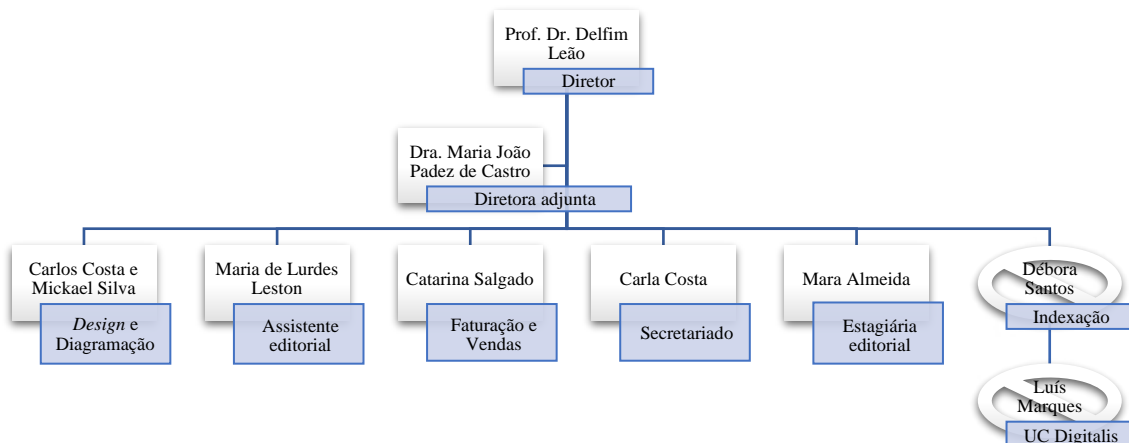 Prof. Dr. Delfim
Leão
Diretor
Dra. Maria João
Padez de Castro
Diretora adjunta
Carlos Costa e
Mickael Silva
Design e
Diagramação
Maria de Lurdes
Leston
Assistente
editorial
Catarina Salgado
Faturação e
Vendas
Carla Costa
Secretariado
Mara Almeida
Estagiária
editorial
Débora
Santos
Indexação
Luís
Marques
UC Digitalis